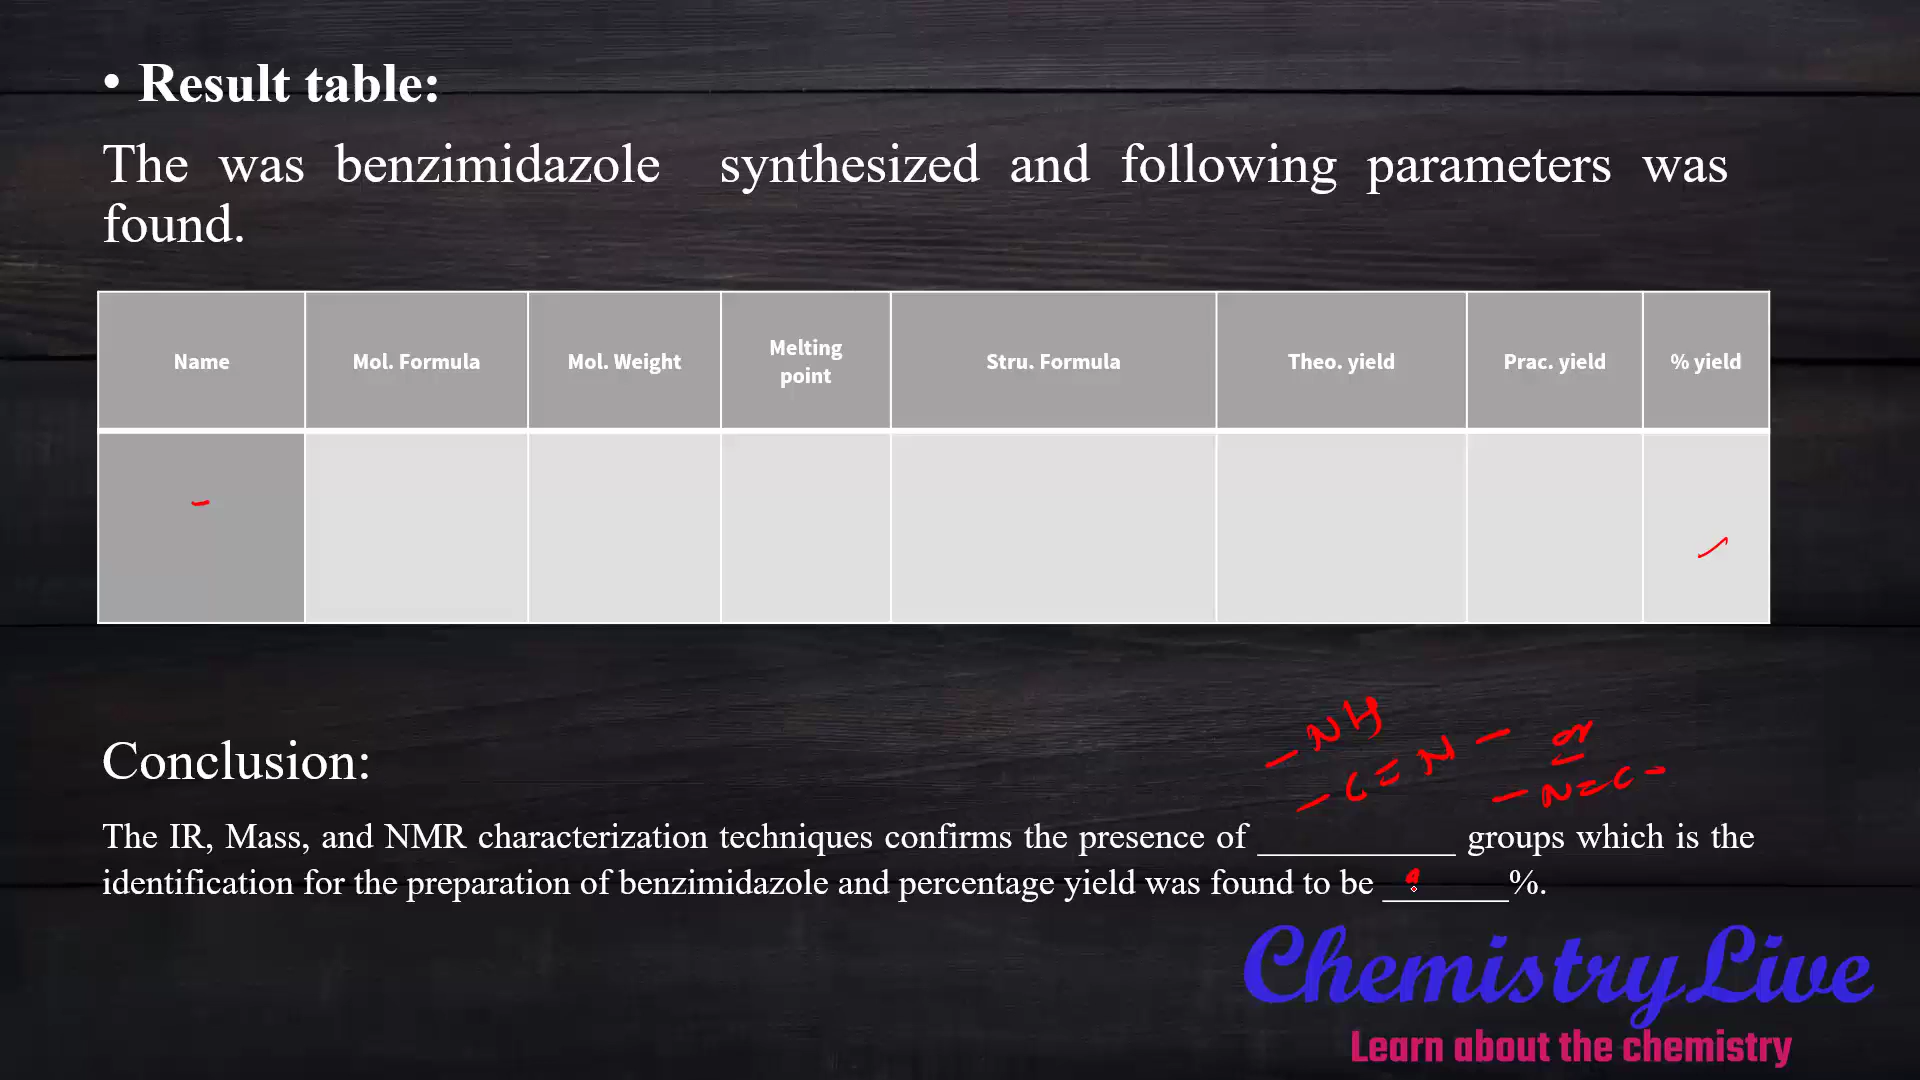 • Result table:
The was benzimidazole synthesized and following parameters was
found.
Name Mol. Formula Mol. Weight Melting point Stru. Formula Theo. yield Prac. yield % yield
-NH
-C=N- or
-N=C-
Conclusion:
The IR, Mass, and NMR characterization techniques confirms the presence of ___________ groups which is the
identification for the preparation of benzimidazole and percentage yield was found to be _______%.
ChemistryLive
Learn about the chemistry